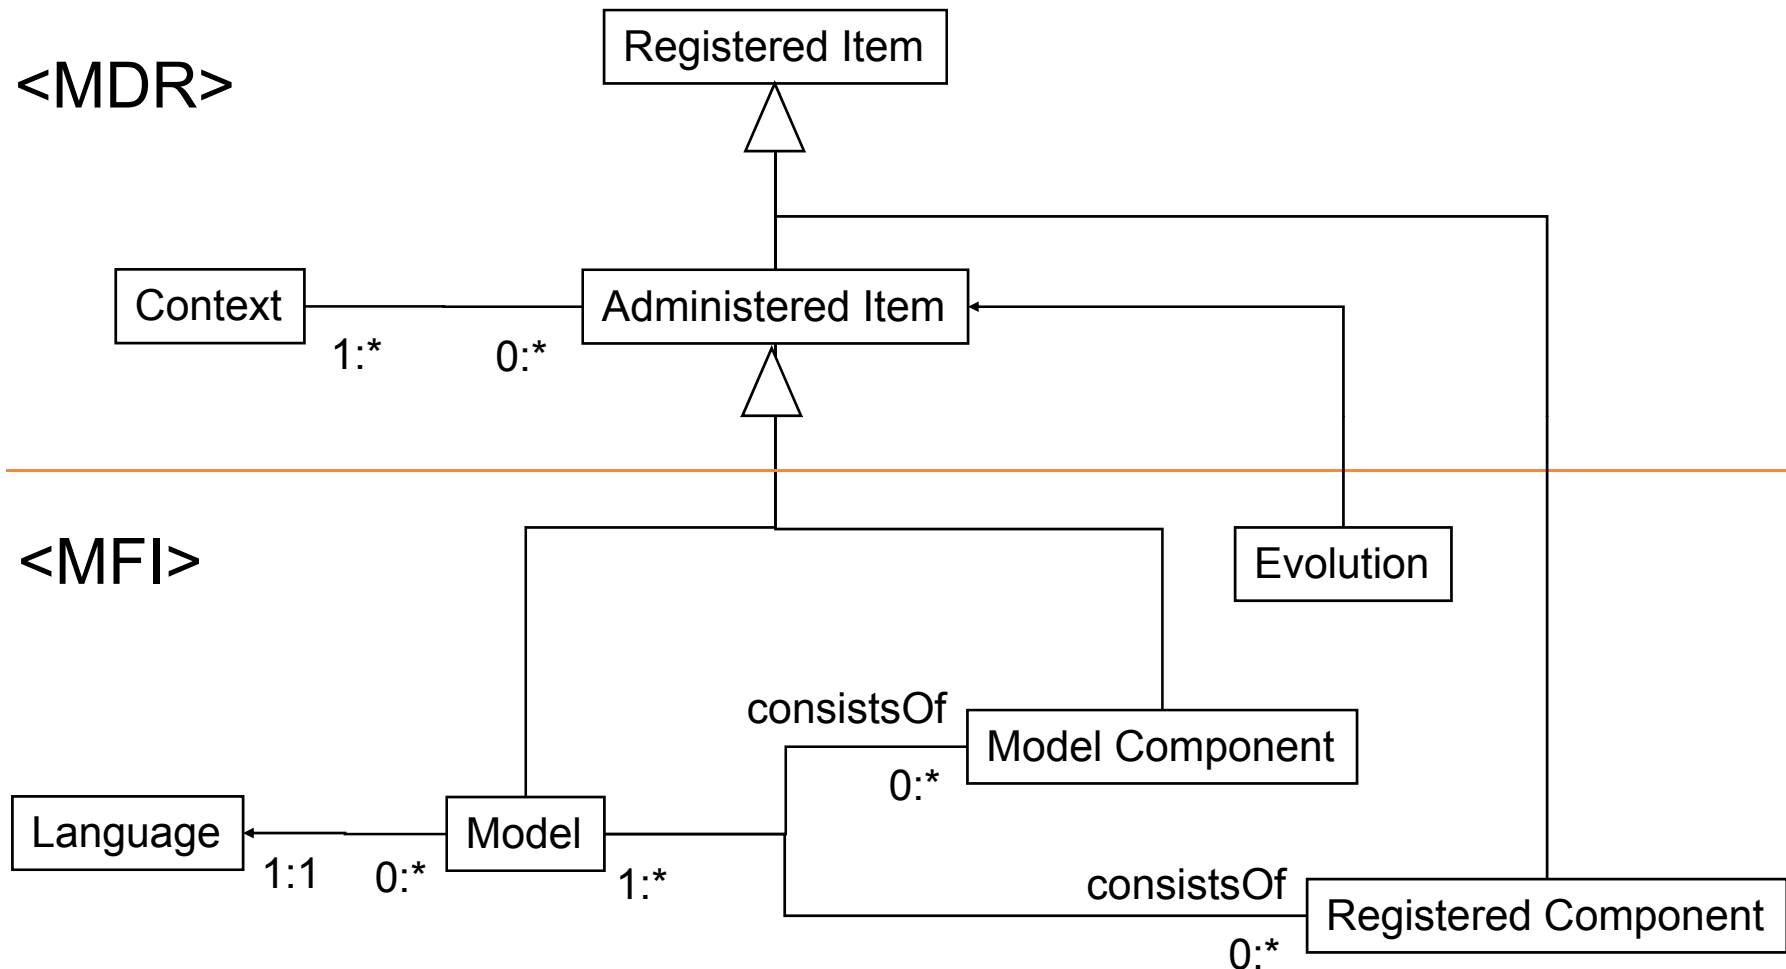 Registered Item
<MDR>
Context
Administered Item
1:*
0:*
<MFI>
Evolution
consistsOf
Model Component
0:*
Language
Model
1:1
0:*
1:*
consistsOf
Registered Component
0:*